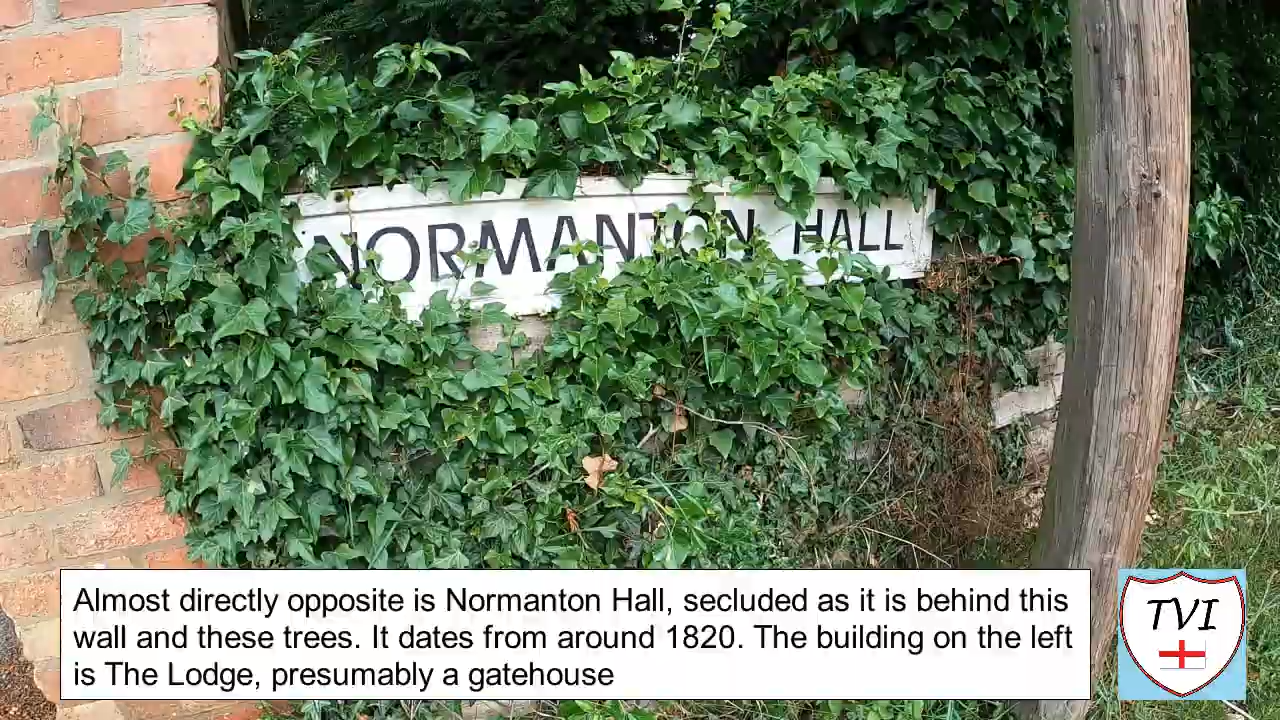 NORMANTON HALL
Almost directly opposite is Normanton Hall, secluded as it is behind this
wall and these trees. It dates from around 1820. The building on the left
is The Lodge, presumably a gatehouse
TVI